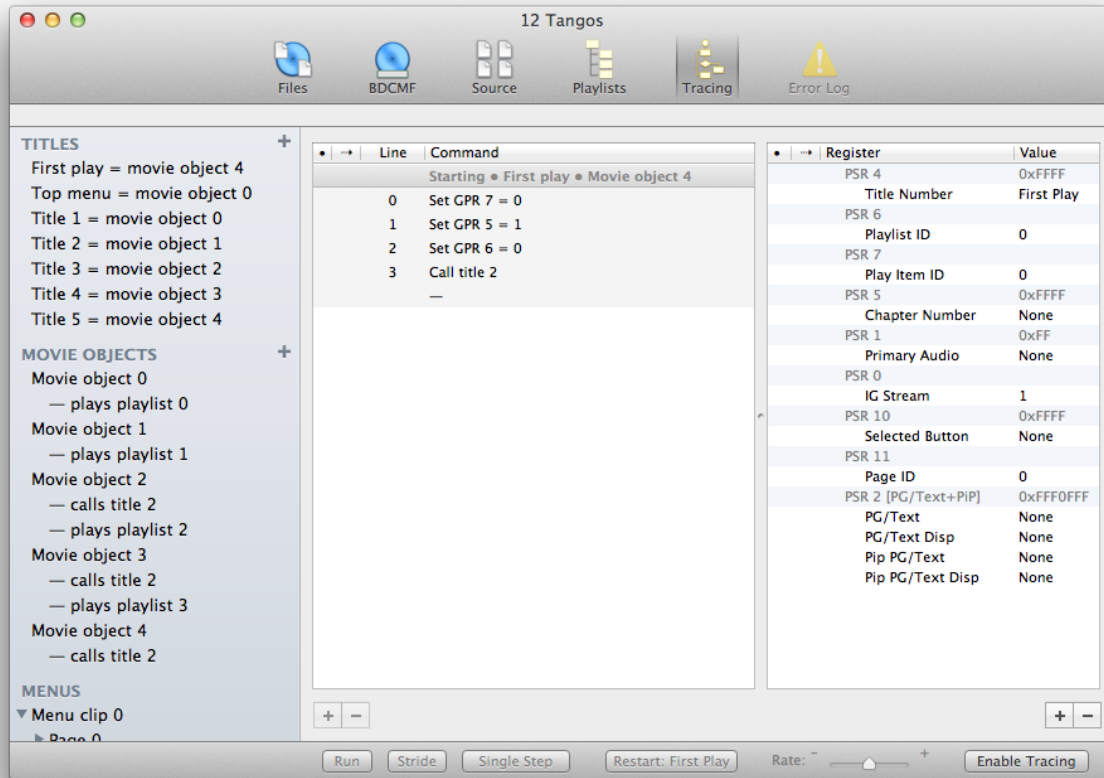 12 Tangos
Files BDCMF Source Playlists Tracing Error Log
TITLES +
First play = movie object 4
Top menu = movie object 0
Title 1 = movie object 0
Title 2 = movie object 1
Title 3 = movie object 2
Title 4 = movie object 3
Title 5 = movie object 4
MOVIE OBJECTS +
Movie object 0
— plays playlist 0
Movie object 1
— plays playlist 1
Movie object 2
— calls title 2
— plays playlist 2
Movie object 3
— calls title 2
— plays playlist 3
Movie object 4
— calls title 2
MENUS
Menu clip 0
Page 0
Line Command
Starting • First play • Movie object 4
0 Set GPR 7 = 0
1 Set GPR 5 = 1
2 Set GPR 6 = 0
3 Call title 2
—
Register Value
PSR 4 0xFFFF
Title Number First Play
PSR 6
Playlist ID 0
PSR 7
Play Item ID 0
PSR 5 0xFFFF
Chapter Number None
PSR 1 0xFF
Primary Audio None
PSR 0
IG Stream 1
PSR 10 0xFFFF
Selected Button None
PSR 11
Page ID 0
PSR 2 [PG/Text+PiP] 0xFFF0FFF
PG/Text None
PG/Text Disp None
Pip PG/Text None
Pip PG/Text Disp None
+ −
+ −
Run Stride Single Step Restart: First Play Rate: − + Enable Tracing